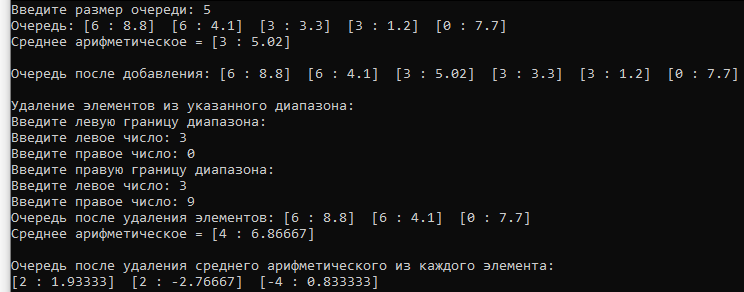 Введите размер очереди: 5
Очередь: [6 : 8.8]  [6 : 4.1]  [3 : 3.3]  [3 : 1.2]  [0 : 7.7]
Среднее арифметическое = [3 : 5.02]
Очередь после добавления: [6 : 8.8]  [6 : 4.1]  [3 : 5.02]  [3 : 3.3]  [3 : 1.2]  [0 : 7.7]
Удаление элементов из указанного диапазона:
Введите левую границу диапазона:
Введите левое число: 3
Введите правое число: 0
Введите правую границу диапазона:
Введите левое число: 3
Введите правое число: 9
Очередь после удаления элементов: [6 : 8.8]  [6 : 4.1]  [0 : 7.7]
Среднее арифметическое = [4 : 6.86667]
Очередь после удаления среднего арифметического из каждого элемента:
[2 : 1.93333]  [2 : -2.76667]  [-4 : 0.833333]